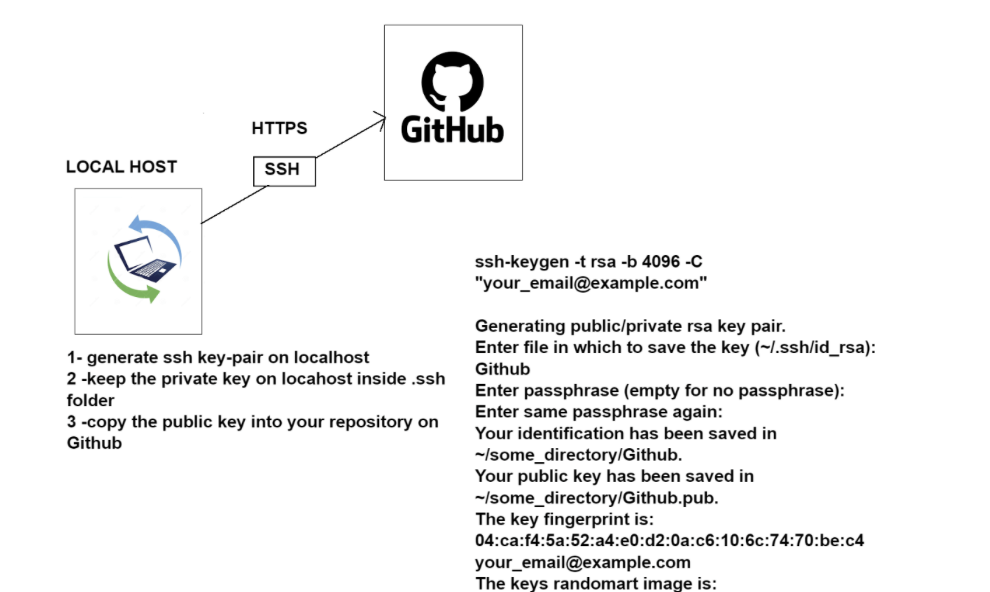 GitHub
HTTPS
SSH
LOCAL HOST
1- generate ssh key-pair on localhost
2 -keep the private key on locahost inside .ssh
folder
3 -copy the public key into your repository on
Github
ssh-keygen -t rsa -b 4096 -C
"your_email@example.com"
Generating public/private rsa key pair.
Enter file in which to save the key (~/.ssh/id_rsa):
Github
Enter passphrase (empty for no passphrase):
Enter same passphrase again:
Your identification has been saved in
~/some_directory/Github.
Your public key has been saved in
~/some_directory/Github.pub.
The key fingerprint is:
04:ca:f4:5a:52:a4:e0:d2:0a:c6:10:6c:74:70:be:c4
your_email@example.com
The keys randomart image is: